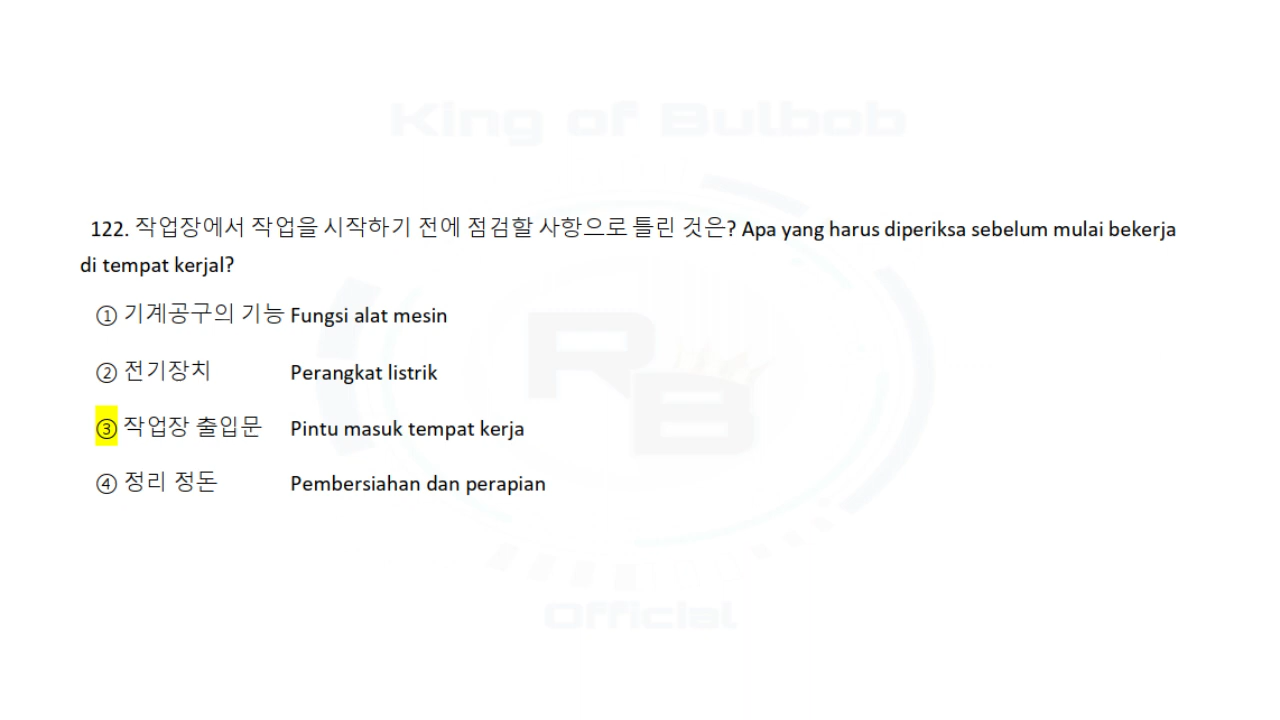 King of Bulbob
122. 작업장에서 작업을 시작하기 전에 점검할 사항으로 틀린 것은? Apa yang harus diperiksa sebelum mulai bekerja
di tempat kerjal?
① 기계공구의 기능 Fungsi alat mesin
② 전기장치 Perangkat listrik
③ 작업장 출입문 Pintu masuk tempat kerja
④ 정리 정돈 Pembersiahan dan perapian
RB
Official